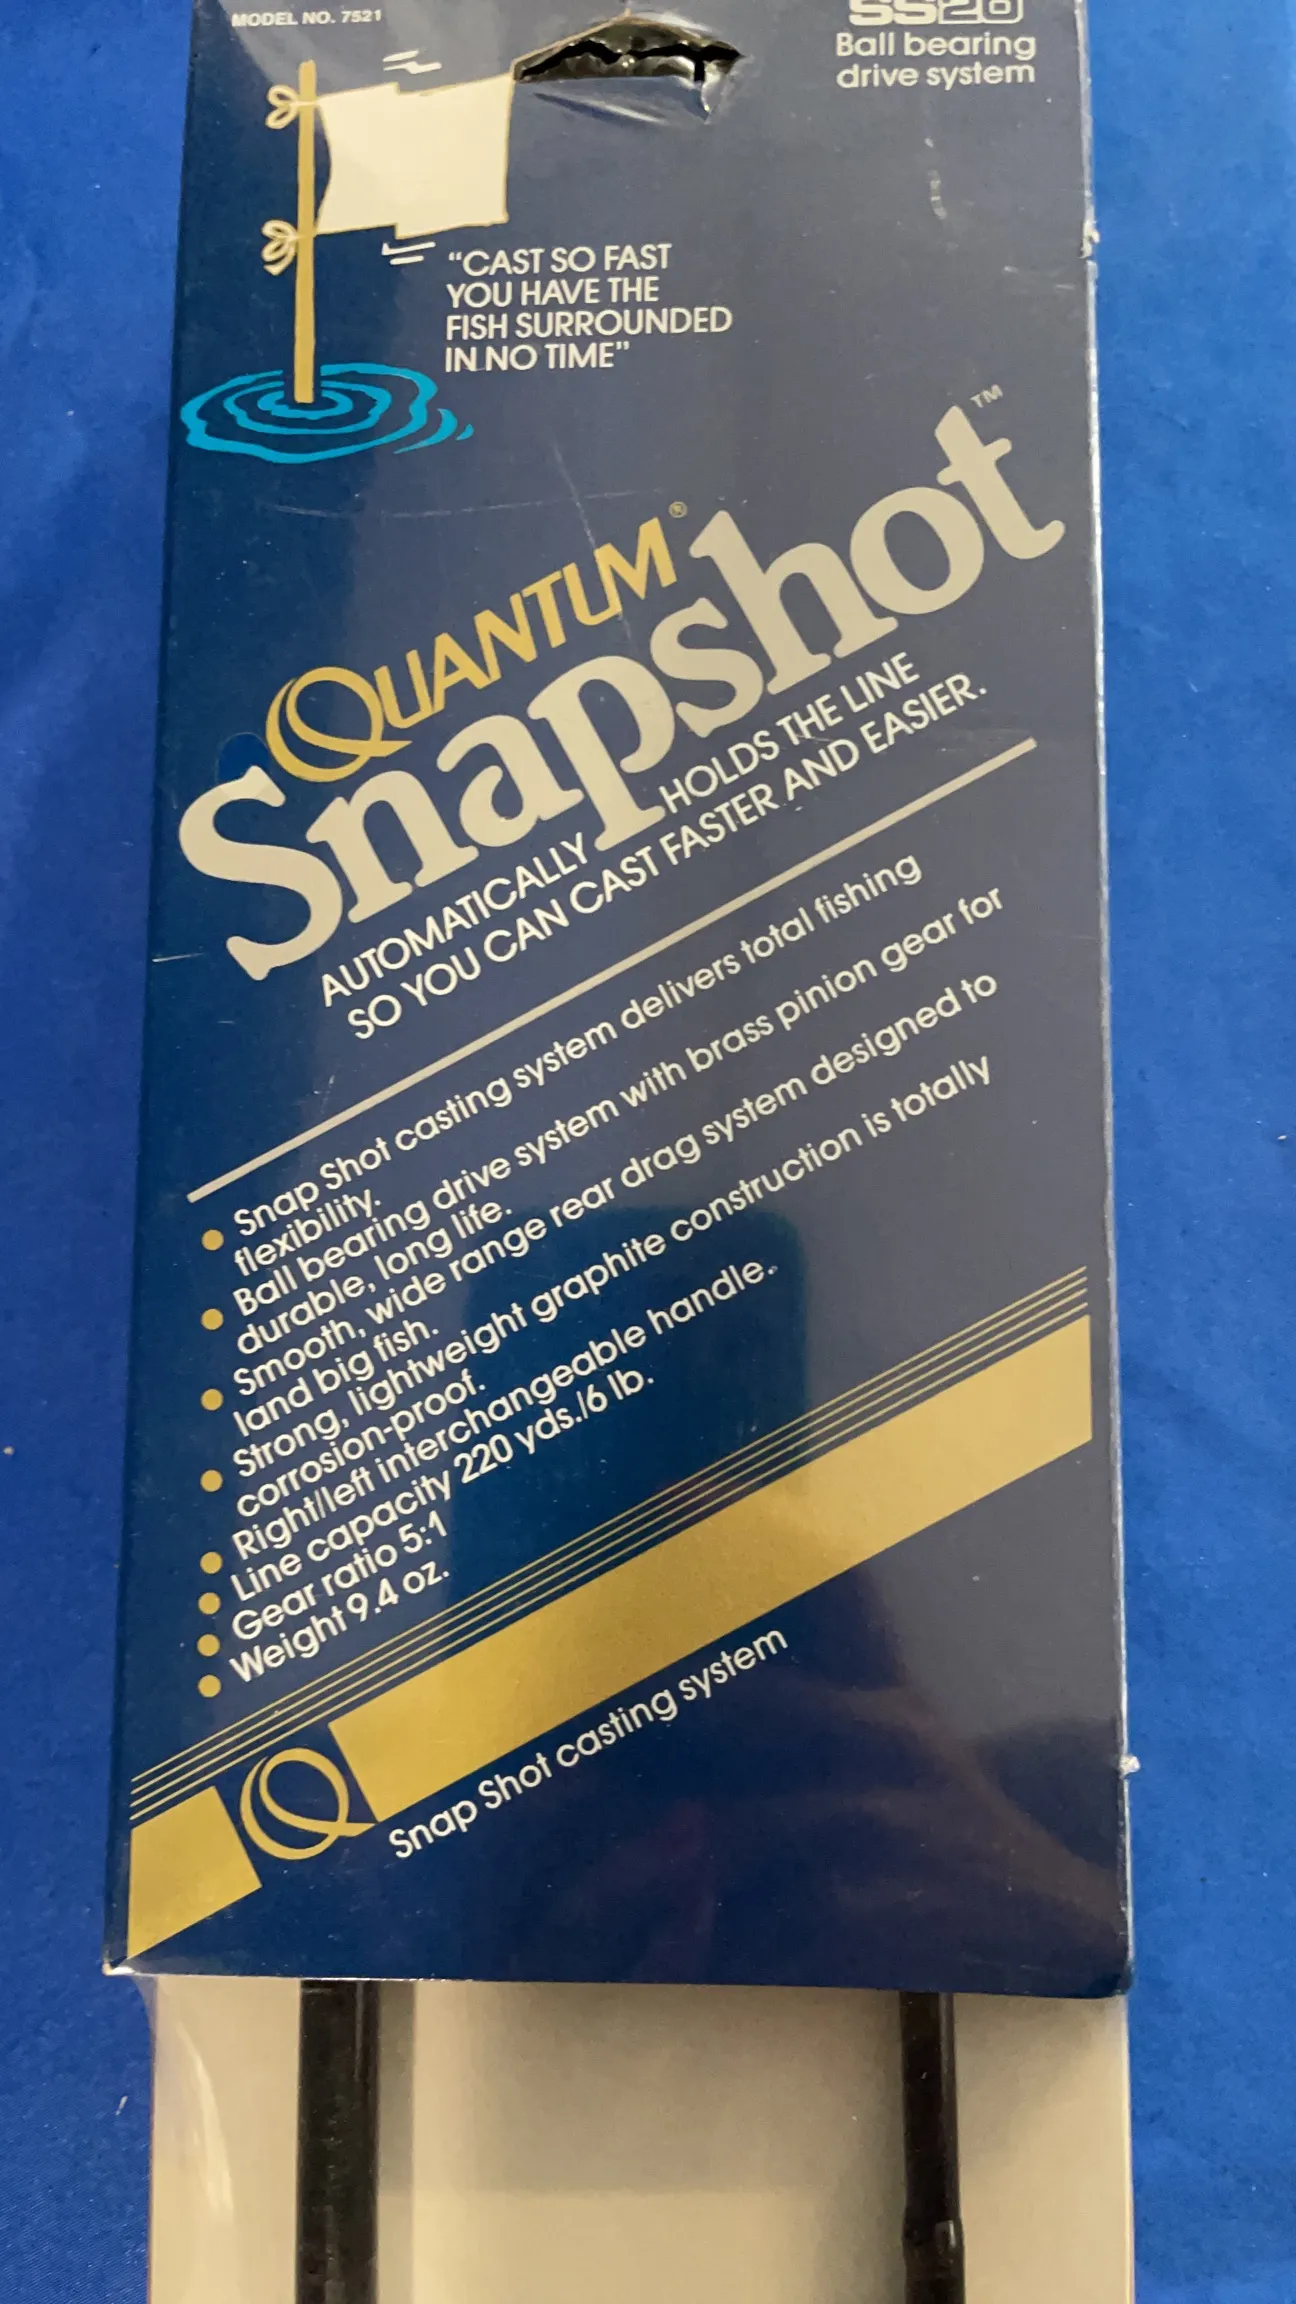 MODEL NO. 7521
SS20
Ball bearing
drive system
"CAST SO FAST
YOU HAVE THE
FISH SURROUNDED
IN NO TIME"
QUANTUM®
Snapshot™
AUTOMATICALLY HOLDS THE LINE
SO YOU CAN CAST FASTER AND EASIER.
• Snap Shot casting system delivers total fishing
flexibility.
• Ball bearing drive system with brass pinion gear for
durable, long life.
• Smooth, wide range rear drag system designed to
land big fish.
• Strong, lightweight graphite construction is totally
corrosion-proof.
• Right/left interchangeable handle.
• Line capacity 220 yds./6 lb.
• Gear ratio 5:1
• Weight 9.4 oz.
Q
Snap Shot casting system